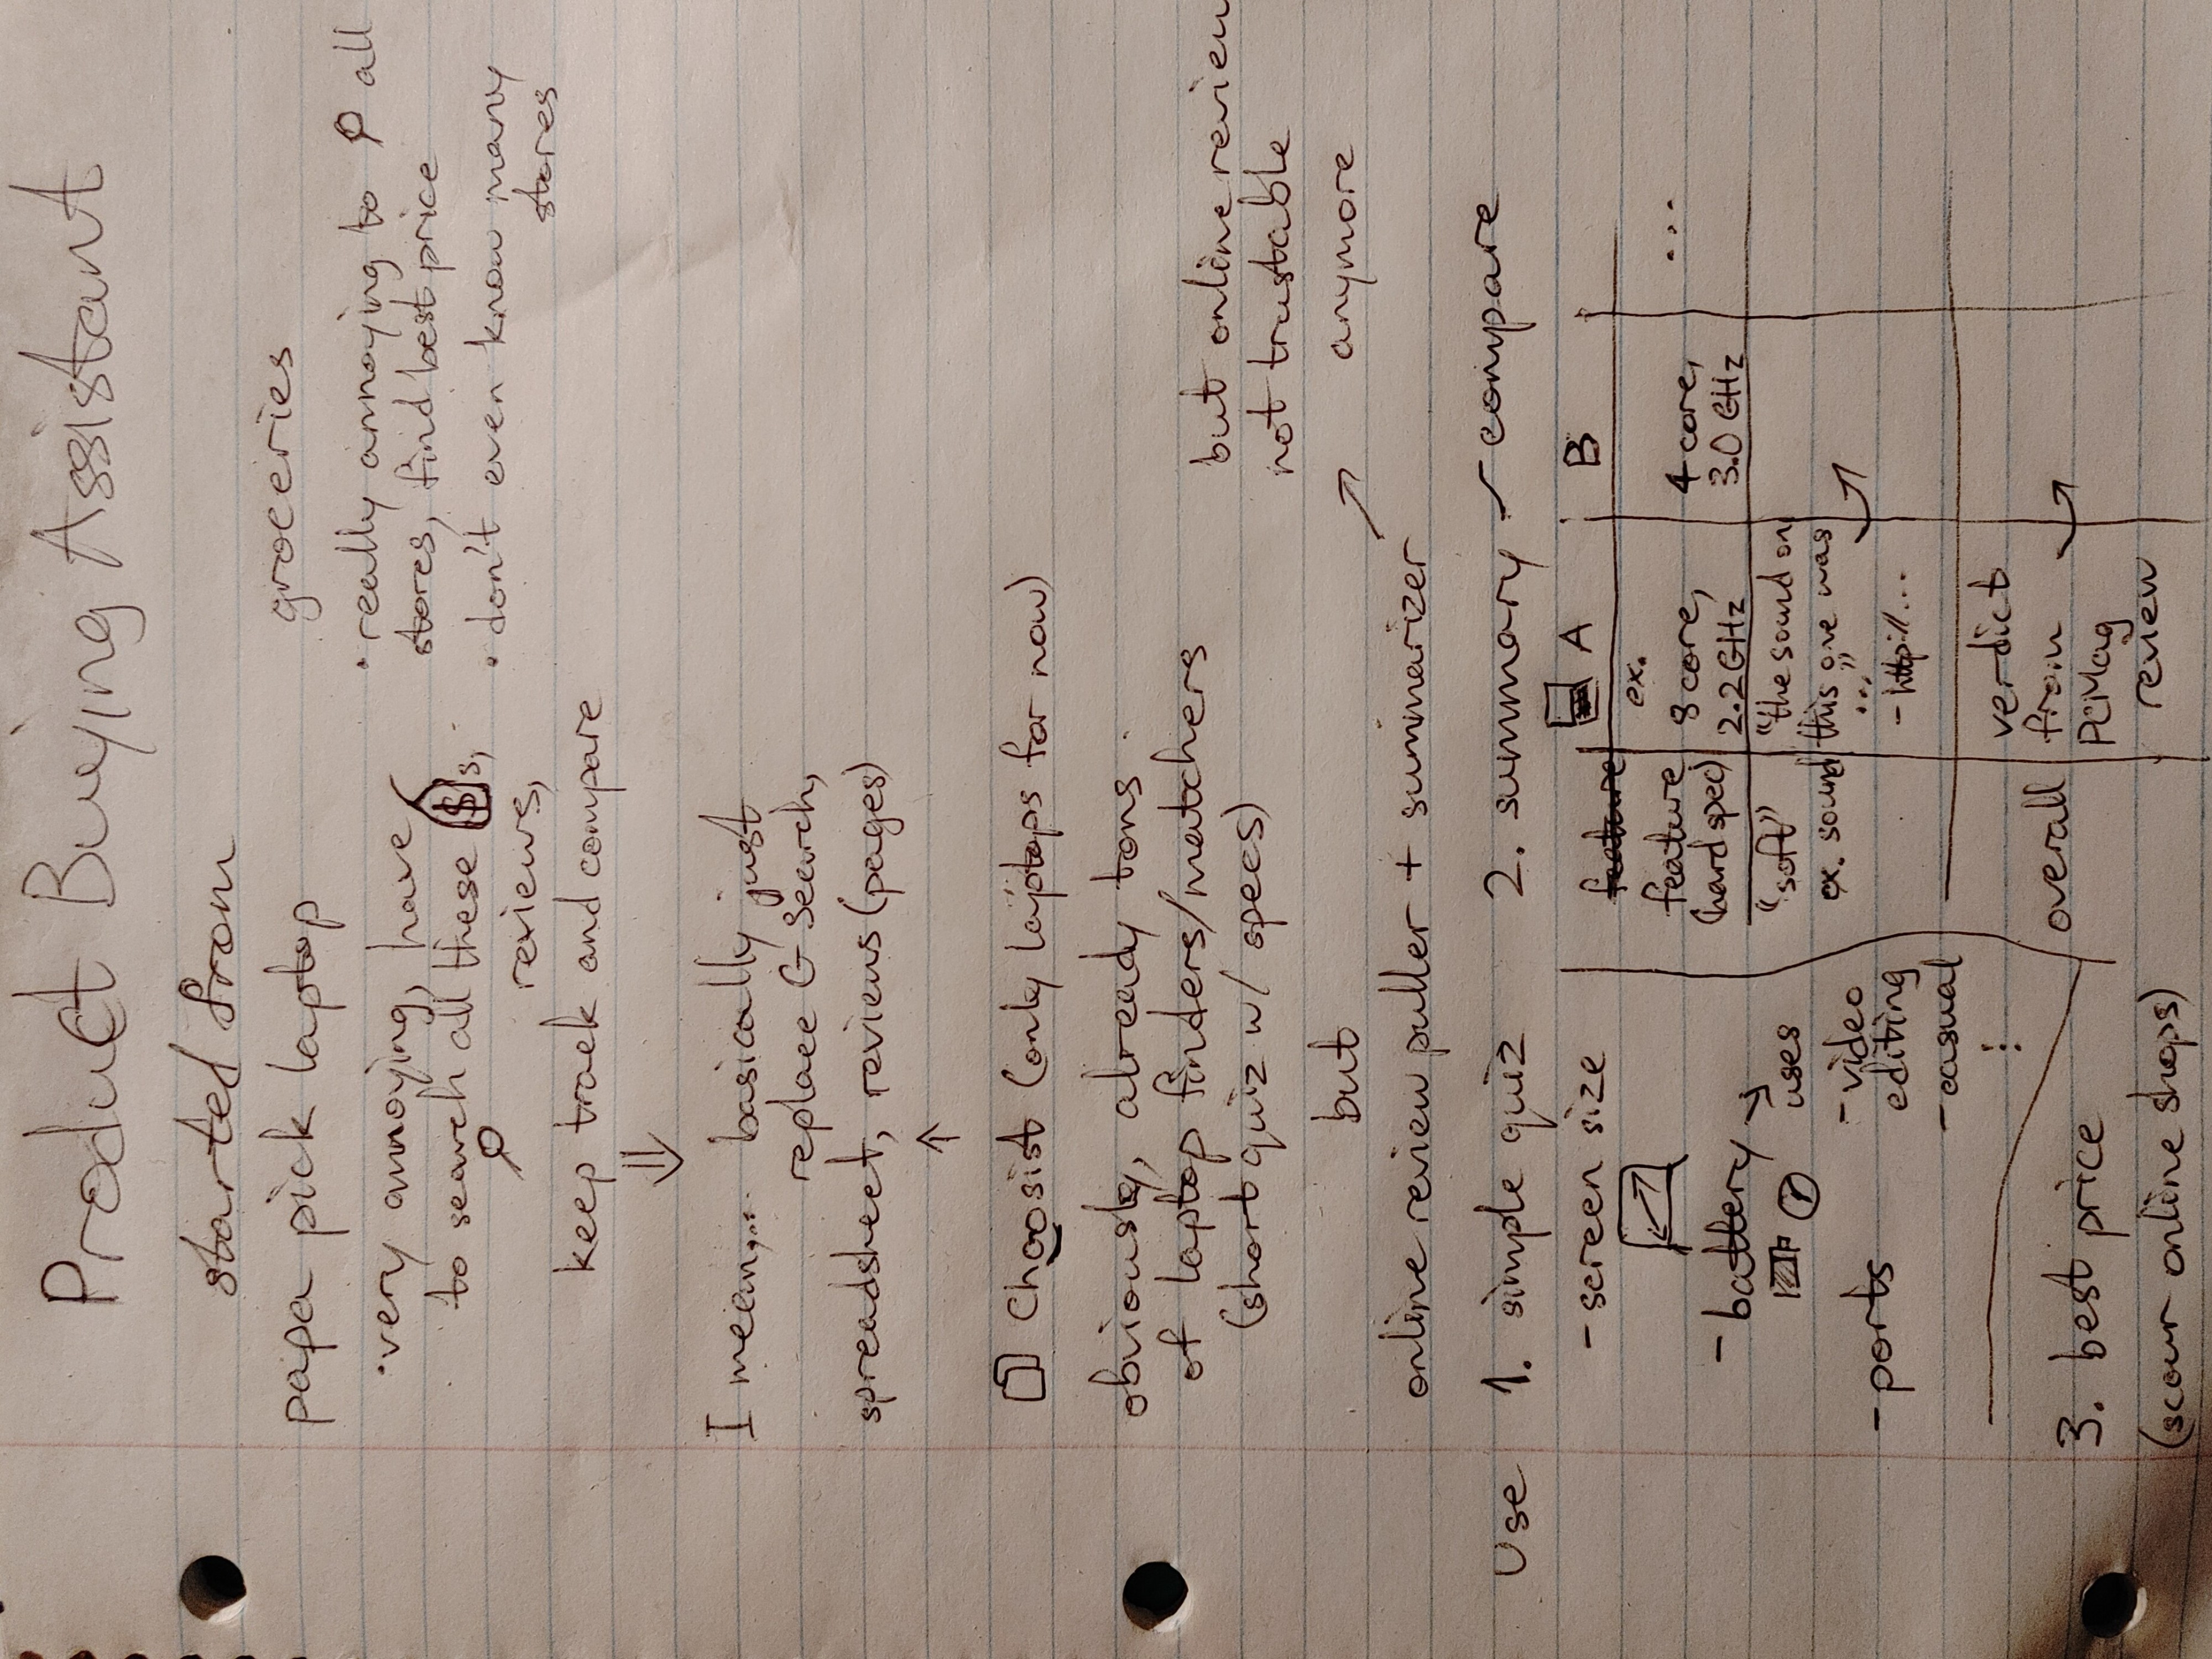 Product Buying Assistant
started from
papa pick laptop
•very annoying, have
to search all these $s,
reviews,
keep track and compare
groceries
• really annoying to all
stores, find best price
• don't even know many
stores
⇓
I mean,... basically just
replace G Search,
spreadsheet, reviews (pages)
↑
Choosist (only laptops for now)
obviously, already tons
of laptop finders/matchers
(short quiz w/ specs)
but
online review puller + summarizer
↗
but online review
not trustable
anymore
Use 1. simple quiz
- screen size
- battery
uses
- video
editing
- casual
⋮
- ports
2. summary - compare
A B
feature
ex.
feature
(hard spec)
8 core,
2.2 GHz
4 core,
3.0 GHz
...
"soft"
ex. sound
"the sound on
this one was
..."
- http://...
overall
verdict
from
PCMag
review
3. best price
(scour online shops)